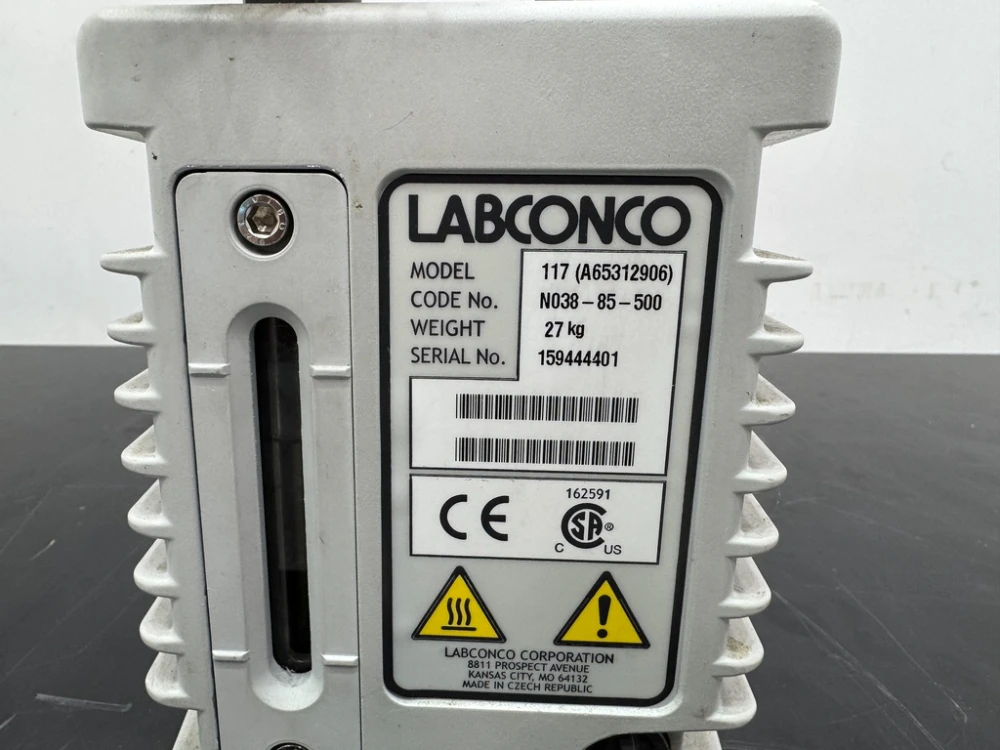 LABCONCO
MODEL 117 (A65312906)
CODE No. N038-85-500
WEIGHT 27 kg
SERIAL No. 159444401
162591
CE
CSA ®
C US
LABCONCO CORPORATION
8811 PROSPECT AVENUE
KANSAS CITY, MO 64132
MADE IN CZECH REPUBLIC